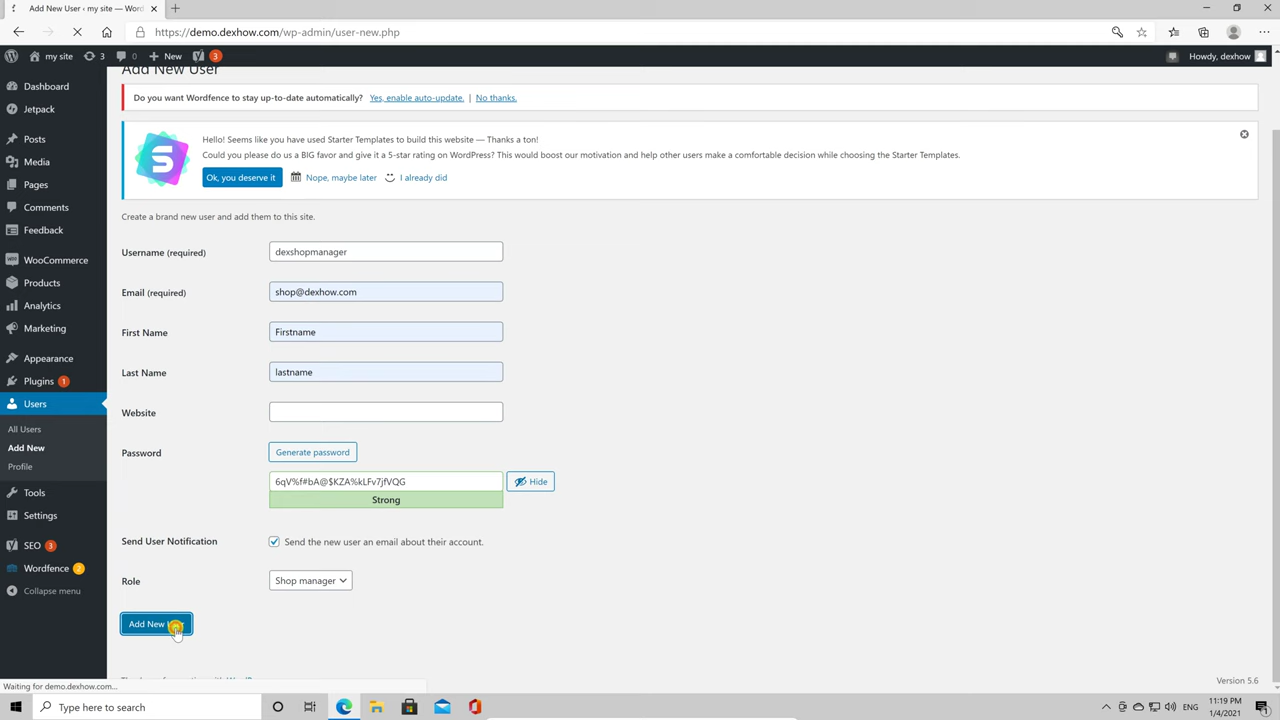 Add New User ‹ my site — Word
https://demo.dexhow.com/wp-admin/user-new.php
my site 3 0 New 3 Howdy, dexhow
Add New User
Dashboard
Do you want Wordfence to stay up-to-date automatically? Yes, enable auto-update. | No thanks.
Jetpack
Posts
Hello! Seems like you have used Starter Templates to build this website — Thanks a ton!
Could you please do us a BIG favor and give it a 5-star rating on WordPress? This would boost our motivation and help other users make a comfortable decision while choosing the Starter Templates.
Media
Ok, you deserve it Nope, maybe later I already did
Pages
Comments
Create a brand new user and add them to this site.
Feedback
Username (required) dexshopmanager
WooCommerce
Products
Email (required) shop@dexhow.com
Analytics
Marketing
First Name Firstname
Appearance
Last Name lastname
Plugins 1
Users
Website
All Users
Add New
Password Generate password
Profile
6qV%f#bA@$KZA%kLFv7jfVQG Hide
Tools
Strong
Settings
Send User Notification Send the new user an email about their account.
SEO 3
Wordfence 2
Role Shop manager
Collapse menu
Add New
Version 5.6
Waiting for demo.dexhow.com...
Type here to search
ENG
11:19 PM
1/4/2021
1